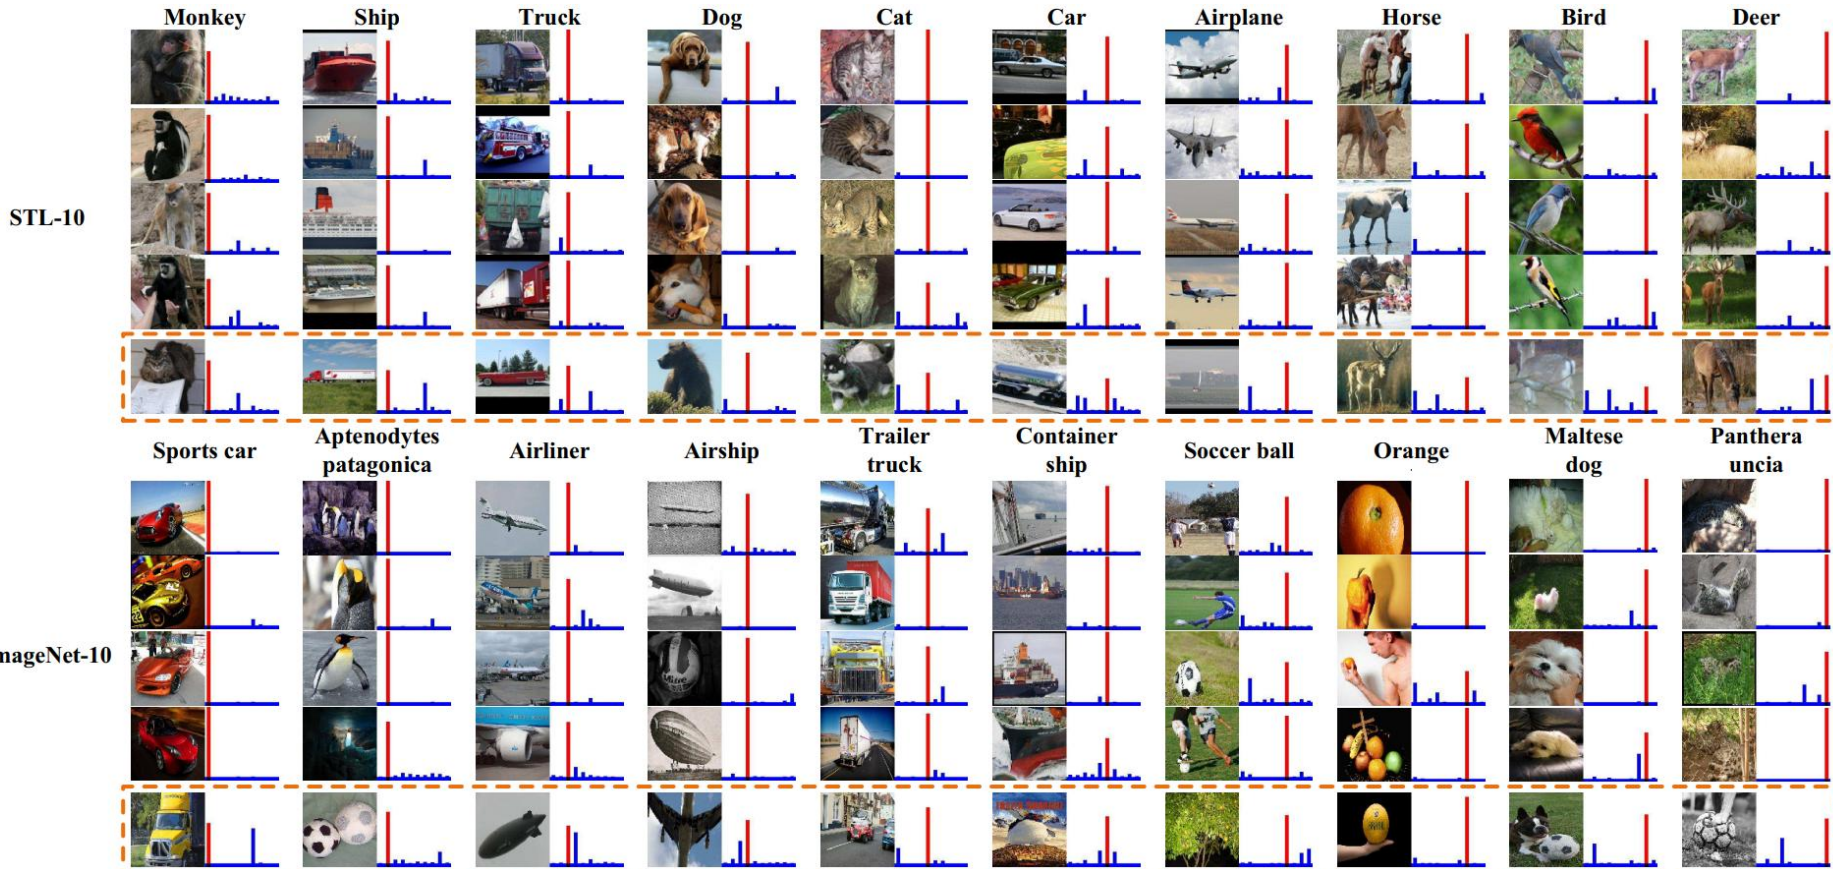 Monkey Ship Truck Dog Cat Car Airplane Horse Bird Deer
STL-10
Sports car Aptenodytes patagonica Airliner Airship Trailer truck Container ship Soccer ball Orange Maltese dog Panthera uncia
mageNet-10